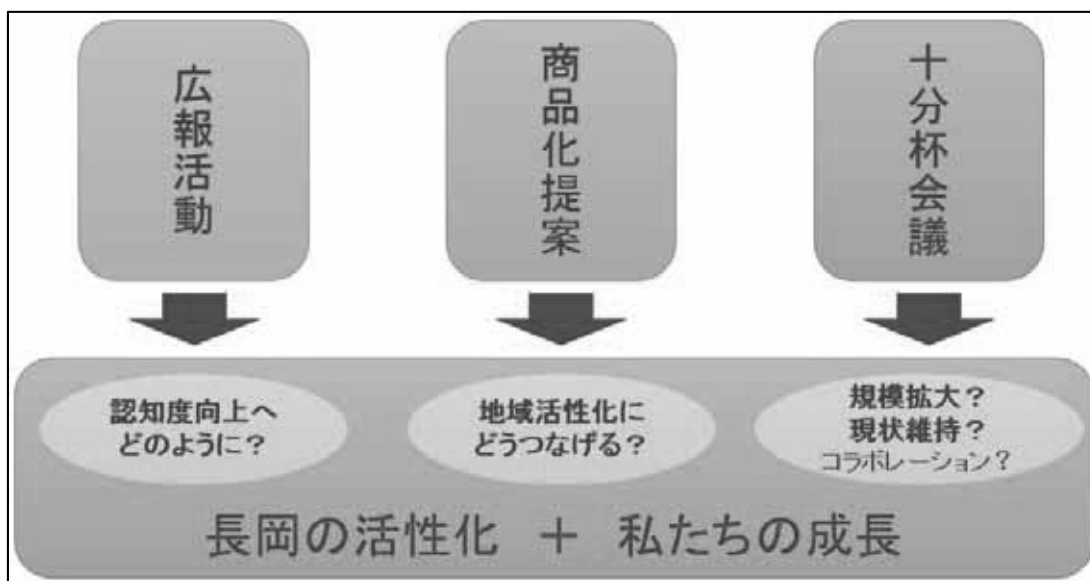 広報活動
商品化提案
十分杯会議
認知度向上へ
どのように?
地域活性化に
どうつなげる?
規模拡大?
現状維持?
コラボレーション?
長岡の活性化 + 私たちの成長